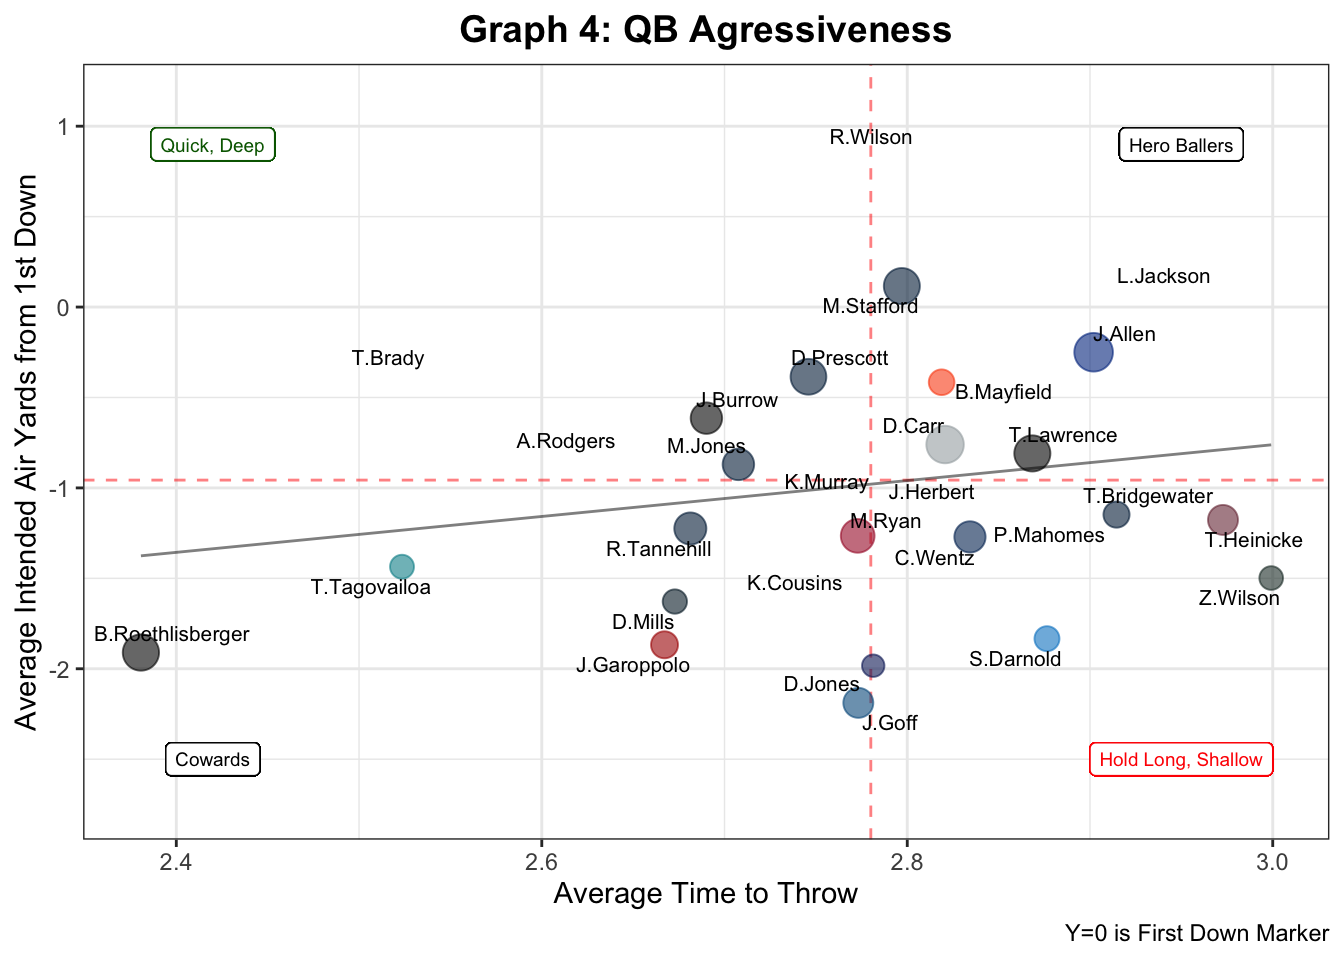 Graph 4: QB Agressiveness
Average Intended Air Yards from 1st Down
1
0
-1
-2
Quick, Deep
Hero Ballers
R.Wilson
L.Jackson
M.Stafford
J.Allen
T.Brady
D.Prescott
B.Mayfield
J.Burrow
D.Carr
T.Lawrence
A.Rodgers
M.Jones
K.Murray
J.Herbert
T.Bridgewater
M.Ryan
P.Mahomes
T.Heinicke
R.Tannehill
C.Wentz
T.Tagovailoa
K.Cousins
Z.Wilson
D.Mills
B.Roethlisberger
J.Garoppolo
S.Darnold
D.Jones
J.Goff
Cowards
Hold Long, Shallow
2.4
2.6
2.8
3.0
Average Time to Throw
Y=0 is First Down Marker